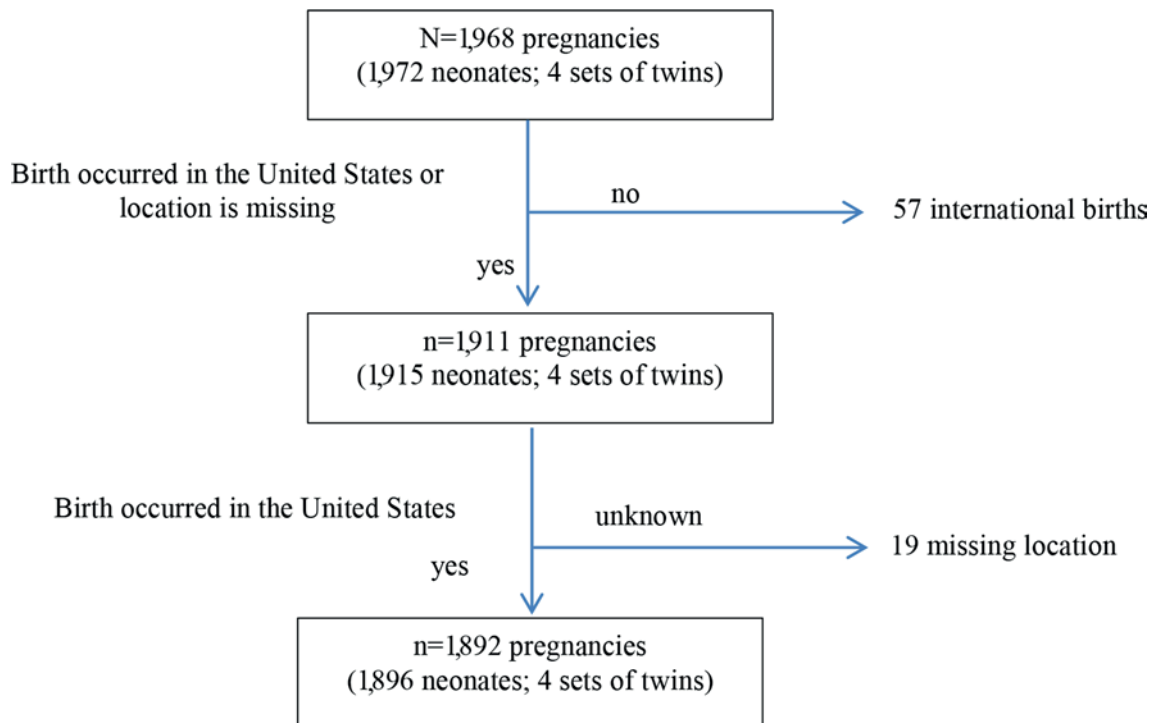 N=1,968 pregnancies
(1,972 neonates; 4 sets of twins)
Birth occurred in the United States or
location is missing
no
57 international births
yes
n=1,911 pregnancies
(1,915 neonates; 4 sets of twins)
Birth occurred in the United States
unknown
19 missing location
yes
n=1,892 pregnancies
(1,896 neonates; 4 sets of twins)